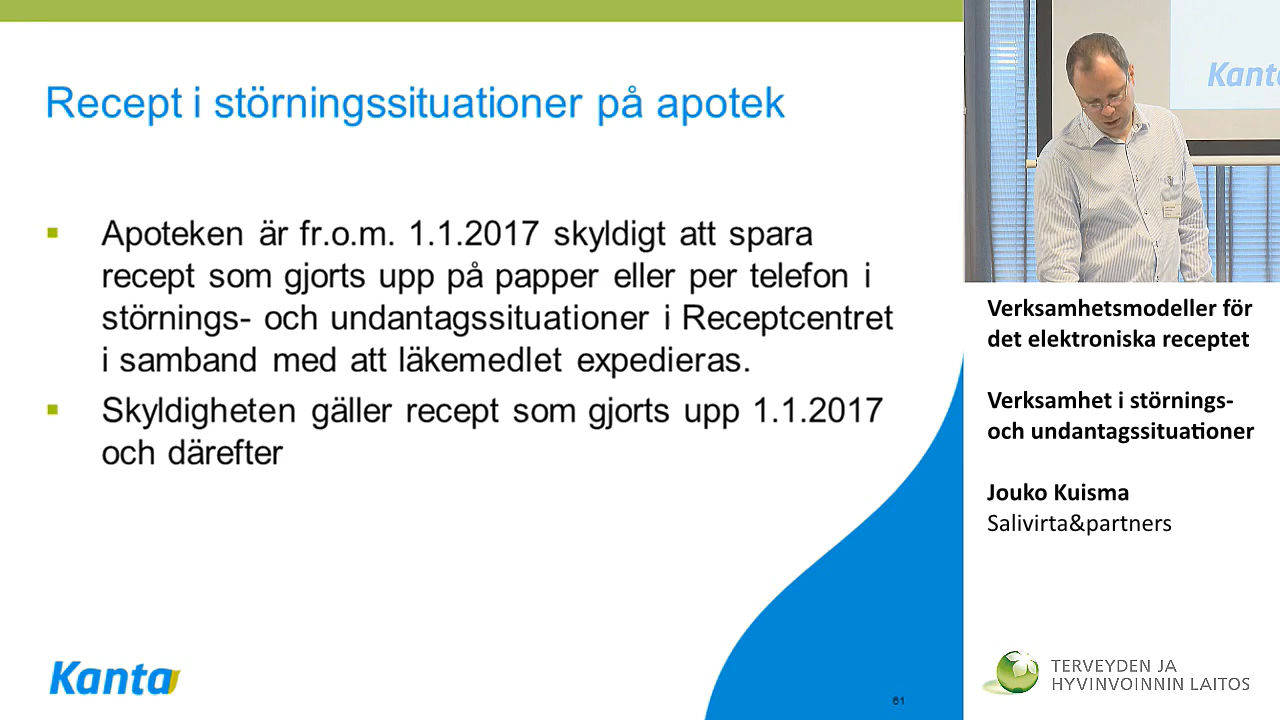 Recept i störningssituationer på apotek
Apoteken är fr.o.m. 1.1.2017 skyldigt att spara
recept som gjorts upp på papper eller per telefon i
störnings- och undantagssituationer i Receptcentret
i samband med att läkemedlet expedieras.
Skyldigheten gäller recept som gjorts upp 1.1.2017
och därefter
Kanta
61
Kanta
Verksamhetsmodeller för
det elektroniska receptet
Verksamhet i störnings-
och undantagssituationer
Jouko Kuisma
Salivirta&partners
TERVEYDEN JA
HYVINVOINNIN LAITOS